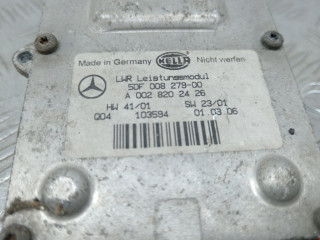 Made in Germany HELLA Nicht werfen
LWR Leistungsmodul
5DF 008 279-00
A 002 820 24 26
HW 41/01 SW 23/01
Q04 103594 01.03.06